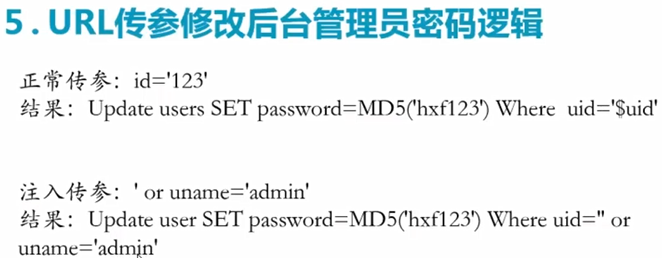 5 . URL传参修改后台管理员密码逻辑
正常传参：id='123'
结果：Update users SET password=MD5('hxf123') Where  uid='$uid'
注入传参：' or uname='admin'
结果：Update user SET password=MD5('hxf123') Where uid='' or
uname='admin'